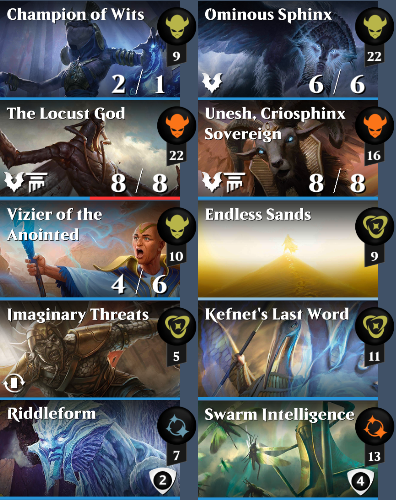 Champion of Wits
9
2 / 1
Ominous Sphinx
22
6 / 6
The Locust God
22
8 / 8
Unesh, Criosphinx
Sovereign
16
8 / 8
Vizier of the
Anointed
10
4 / 6
Endless Sands
9
Imaginary Threats
5
Kefnet's Last Word
11
Riddleform
7
2
Swarm Intelligence
13
4